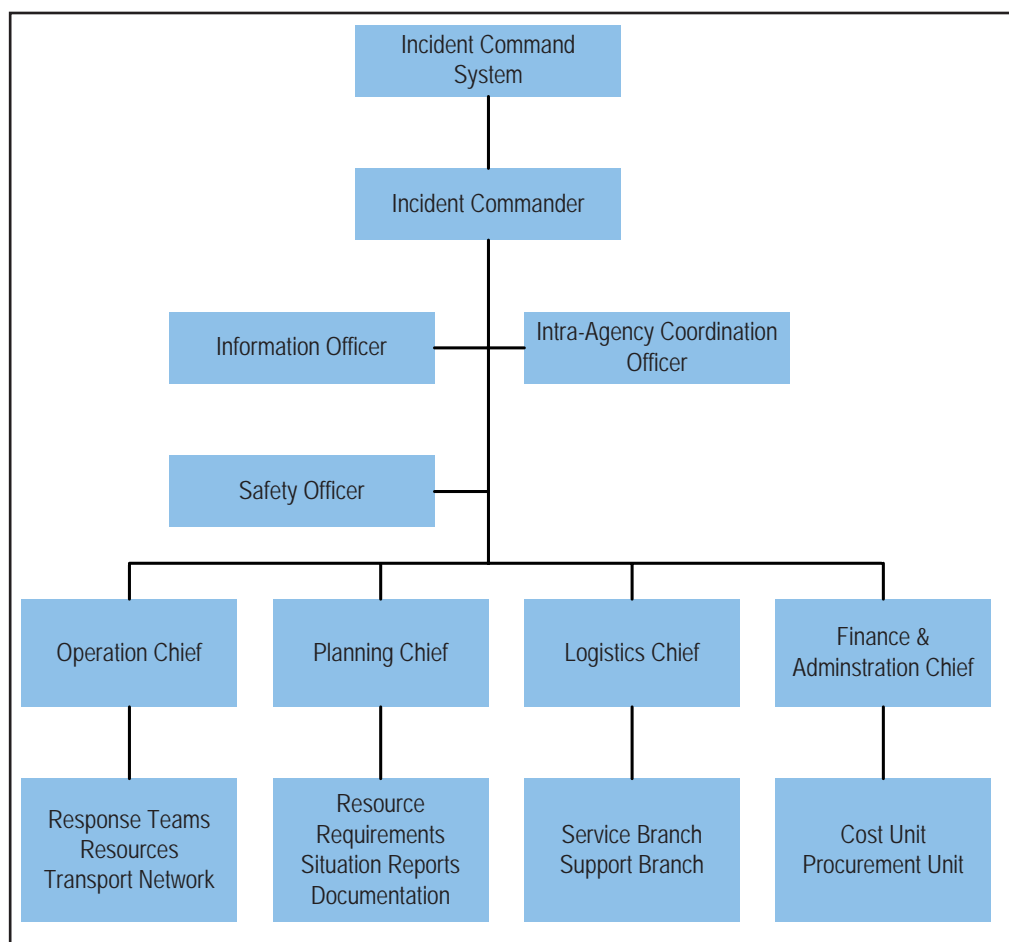 Incident Command
System
Incident Commander
Information Officer
Intra-Agency Coordination
Officer
Safety Officer
Operation Chief
Planning Chief
Logistics Chief
Finance &
Adminstration Chief
Response Teams
Resources
Transport Network
Resource
Requirements
Situation Reports
Documentation
Service Branch
Support Branch
Cost Unit
Procurement Unit